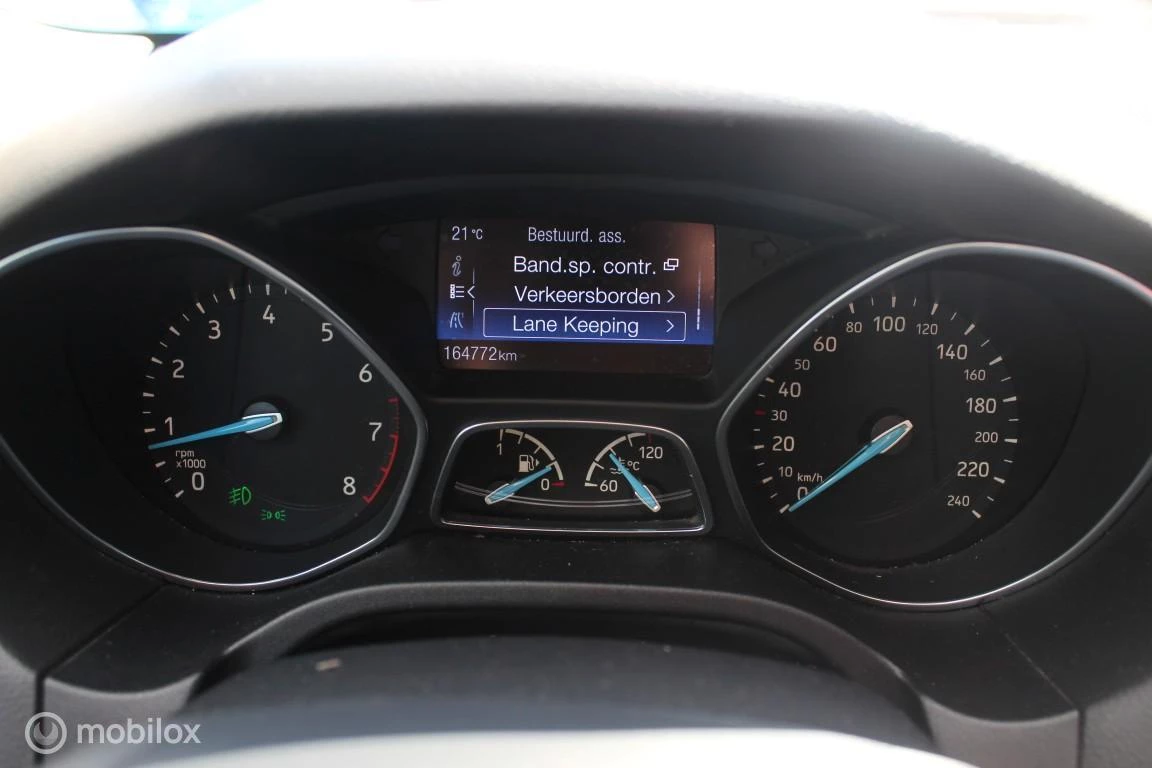 21°C Bestuurd. ass.
Band.sp. contr.
Verkeersborden >
Lane Keeping >
164772km
0 1 2 3 4 5 6 7 8
rpm
x1000
1 0
60 120
°C
0 10 20 30 40 50 60 80 100 120 140 160 180 200 220 240
km/h
mobilox